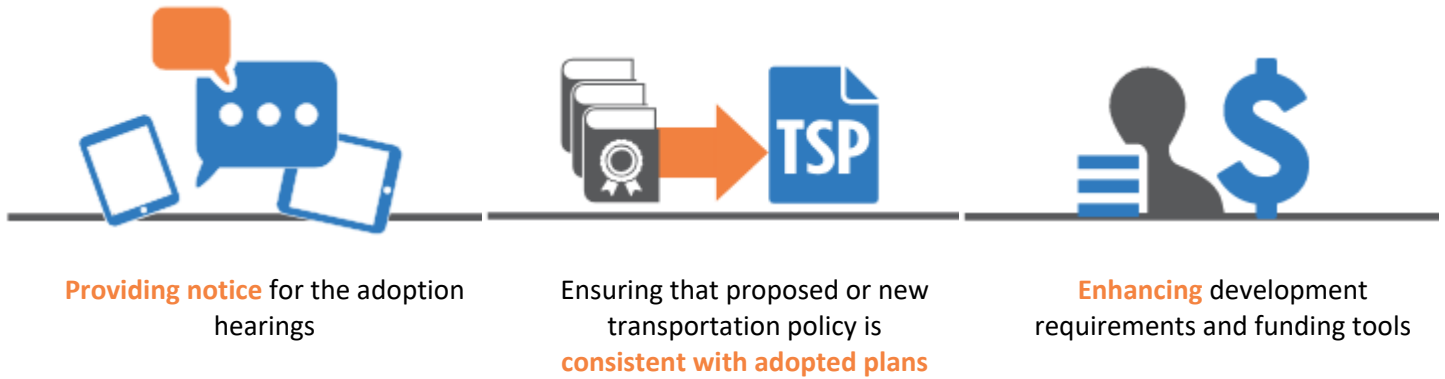 TSP
Providing notice for the adoption
hearings
Ensuring that proposed or new
transportation policy is
consistent with adopted plans
Enhancing development
requirements and funding tools